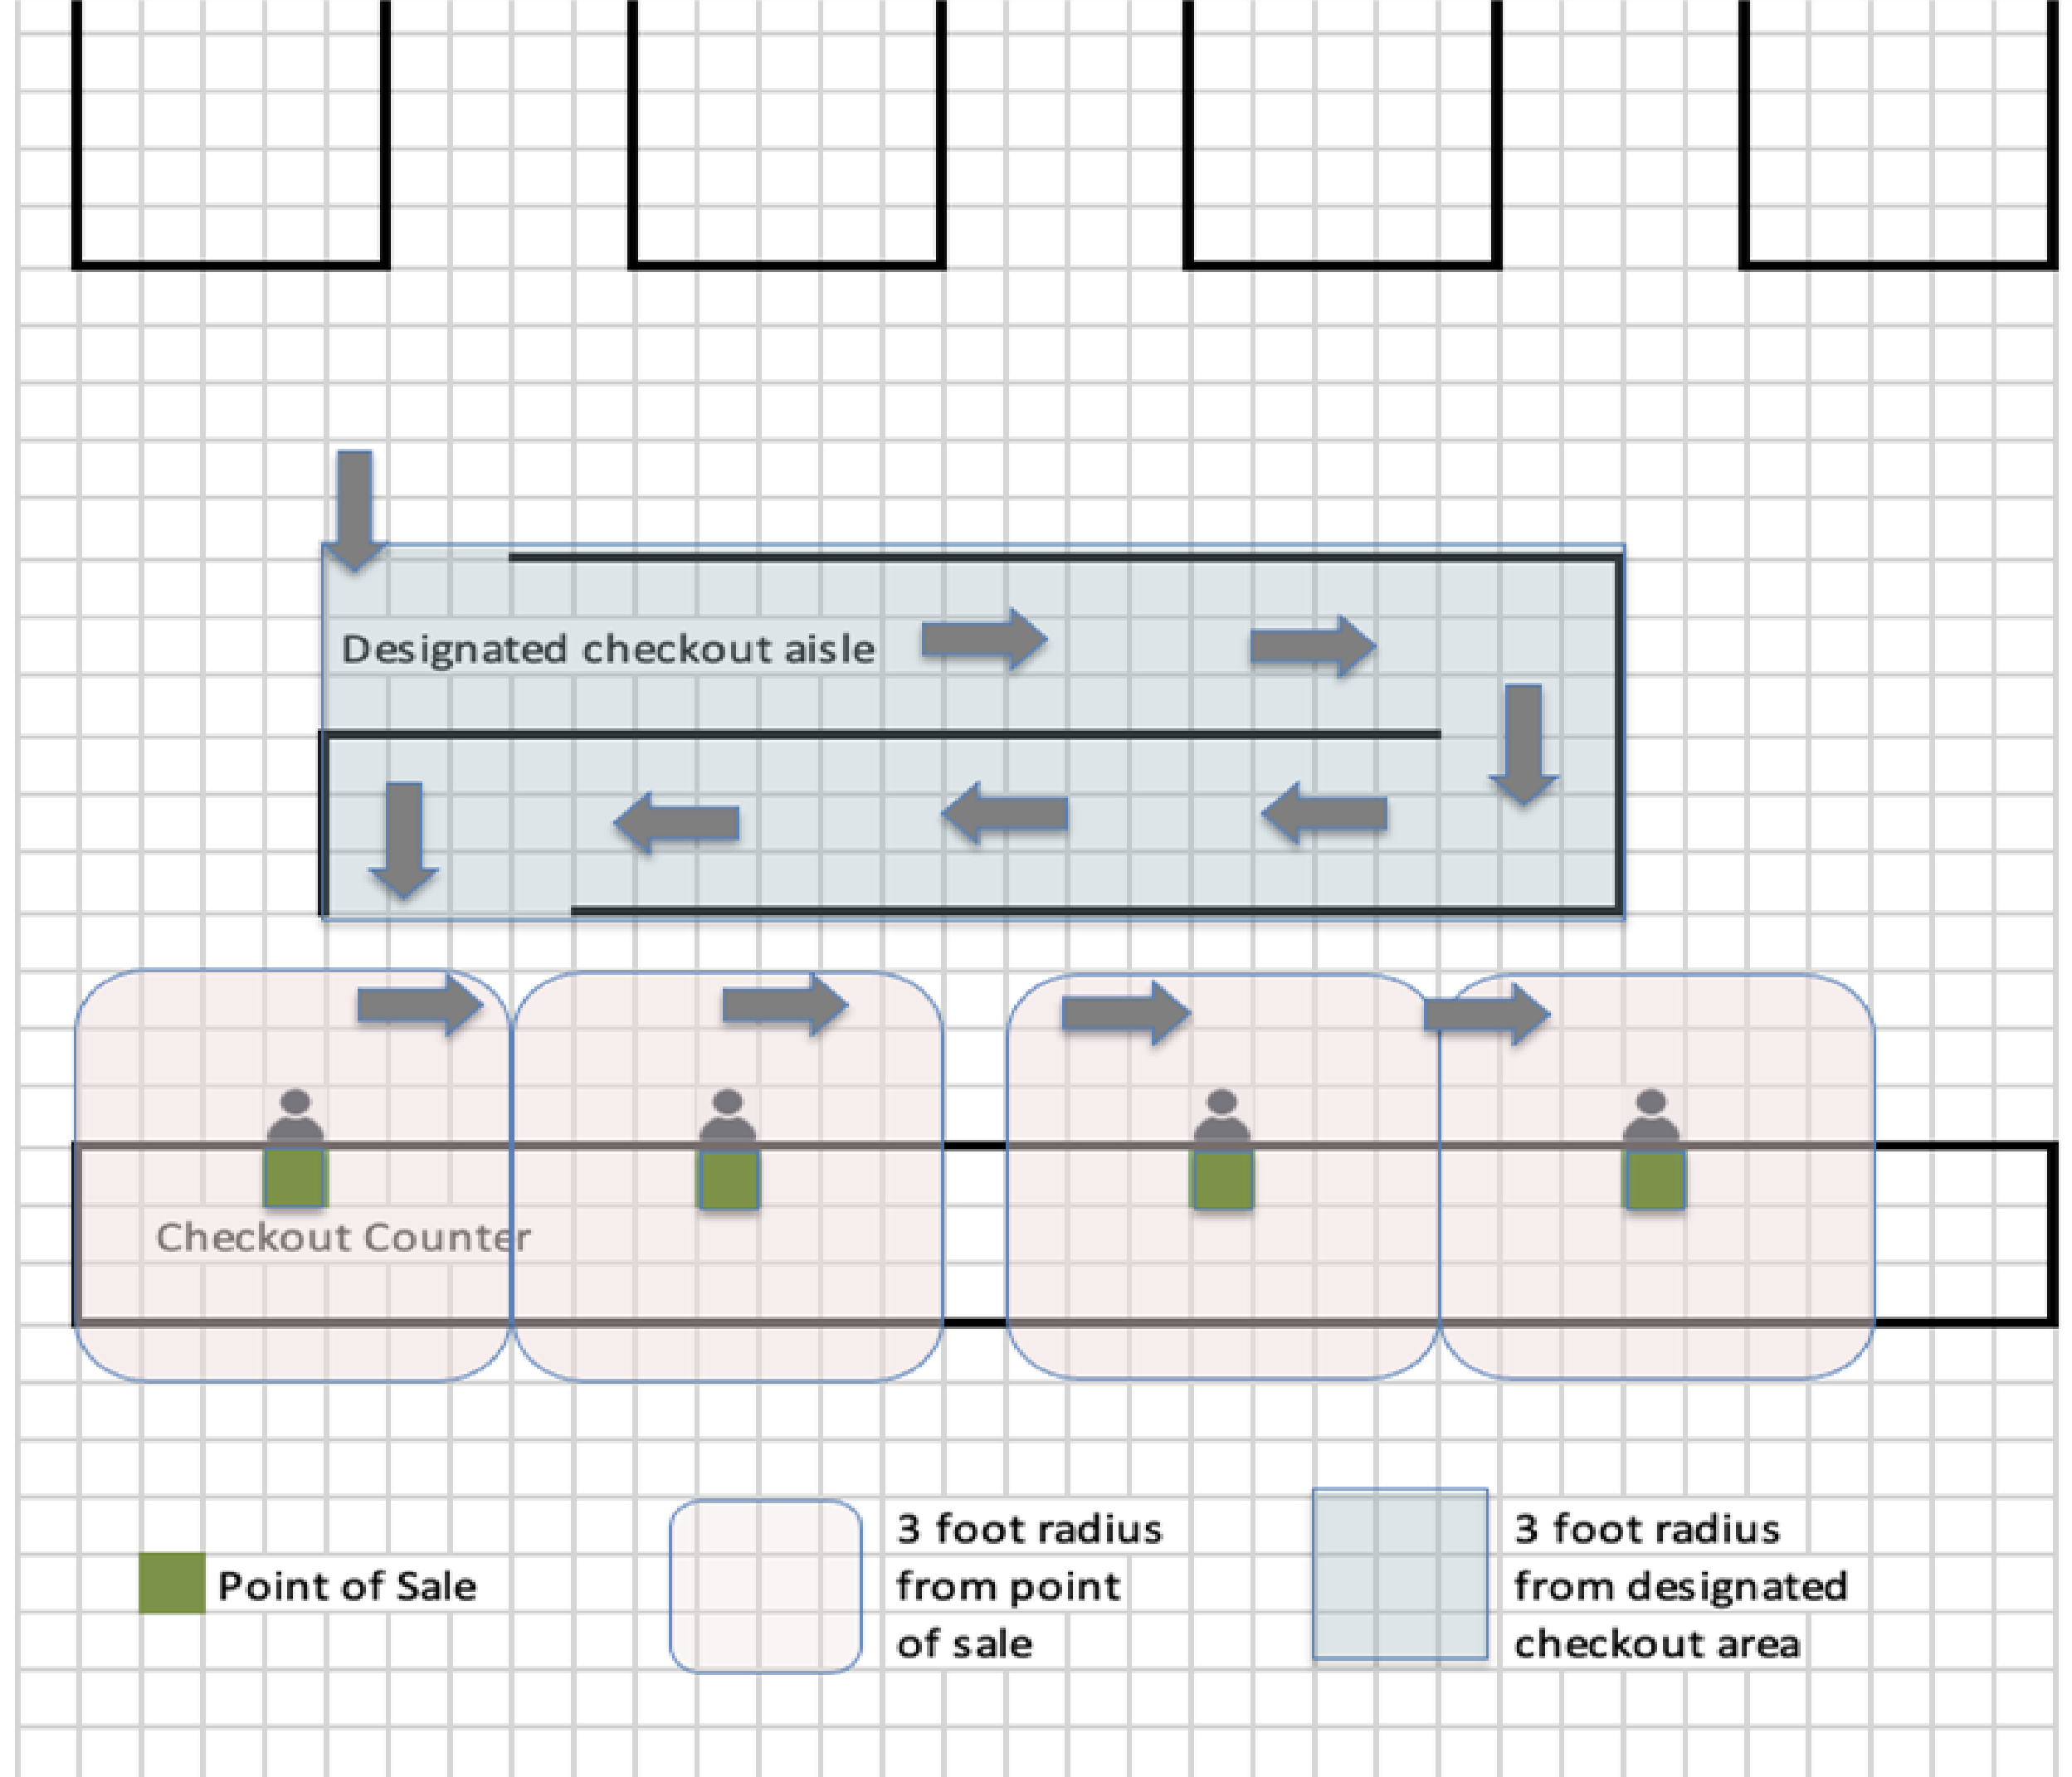 Designated checkout aisle
Checkout Counter
Point of Sale
3 foot radius
from point
of sale
3 foot radius
from designated
checkout area